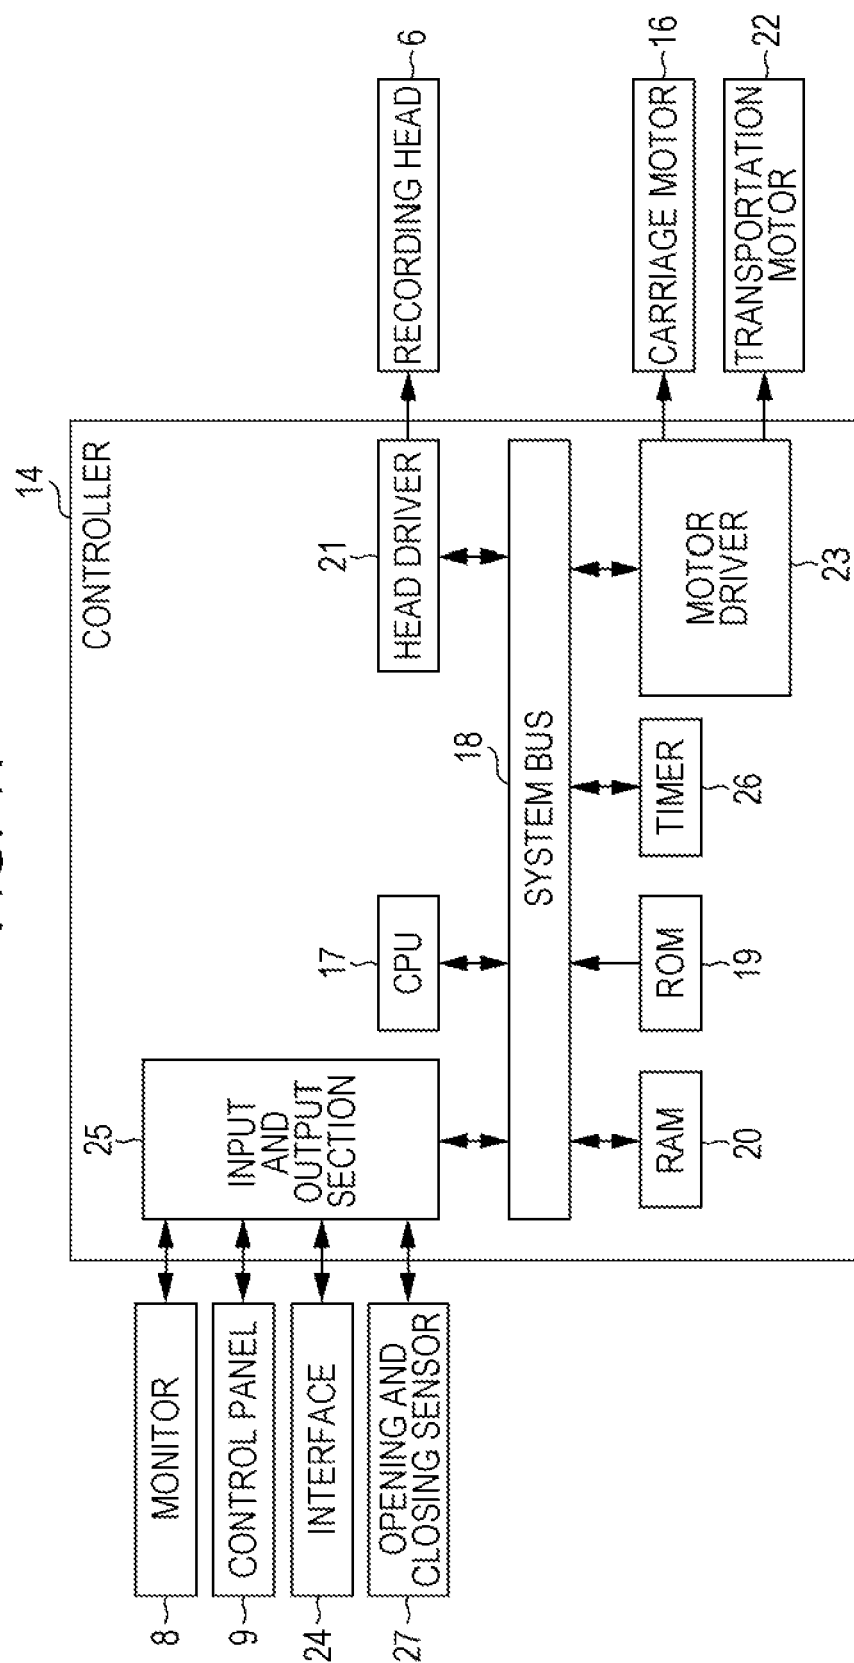 14
CONTROLLER
8
MONITOR
9
CONTROL PANEL
24
INTERFACE
27
OPENING AND
CLOSING SENSOR
25
INPUT
AND
OUTPUT
SECTION
17
CPU
21
HEAD DRIVER
RECORDING HEAD
6
18
SYSTEM BUS
RAM
20
ROM
19
TIMER
26
MOTOR
DRIVER
23
CARRIAGE MOTOR
16
TRANSPORTATION
MOTOR
22